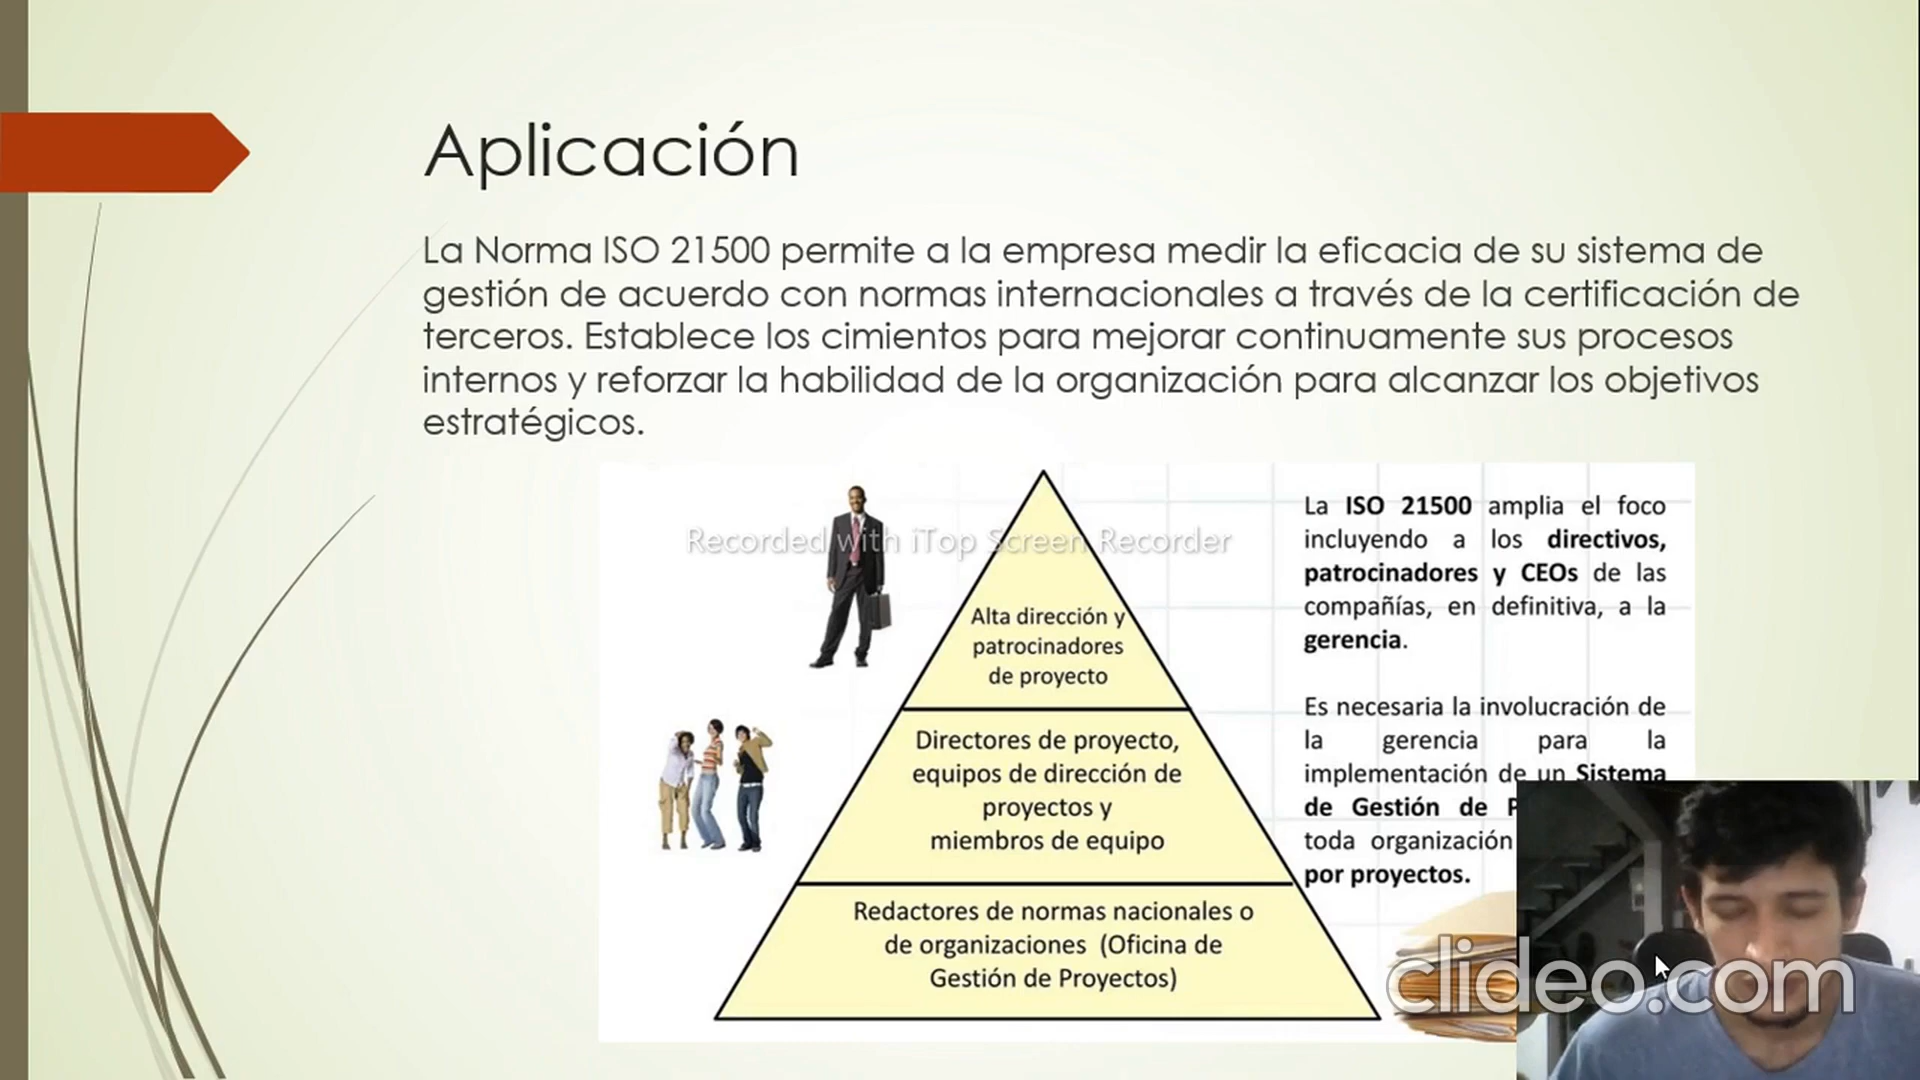 Aplicación
La Norma ISO 21500 permite a la empresa medir la eficacia de su sistema de
gestión de acuerdo con normas internacionales a través de la certificación de
terceros. Establece los cimientos para mejorar continuamente sus procesos
internos y reforzar la habilidad de la organización para alcanzar los objetivos
estratégicos.
Recorded with iTop Screen Recorder
Alta dirección y
patrocinadores
de proyecto
Directores de proyecto,
equipos de dirección de
proyectos y
miembros de equipo
Redactores de normas nacionales o
de organizaciones (Oficina de
Gestión de Proyectos)
La ISO 21500 amplia el foco
incluyendo a los directivos,
patrocinadores y CEOs de las
compañías, en definitiva, a la
gerencia.
Es necesaria la involucración de
la gerencia para la
implementación de un Sistema
de Gestión de
toda organización
por proyectos.
clideo.com